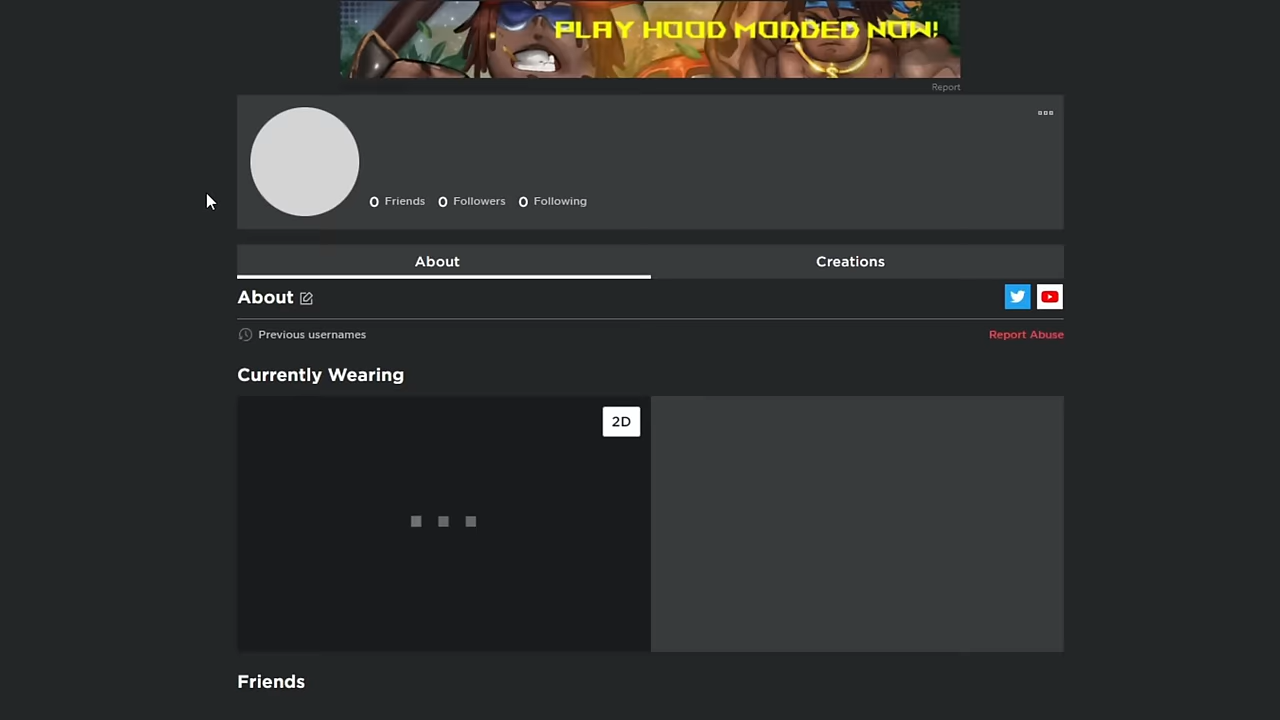 PLAY HOOD MODDED NOW!
Report
0 Friends 0 Followers 0 Following
About Creations
About
Previous usernames Report Abuse
Currently Wearing
2D
Friends